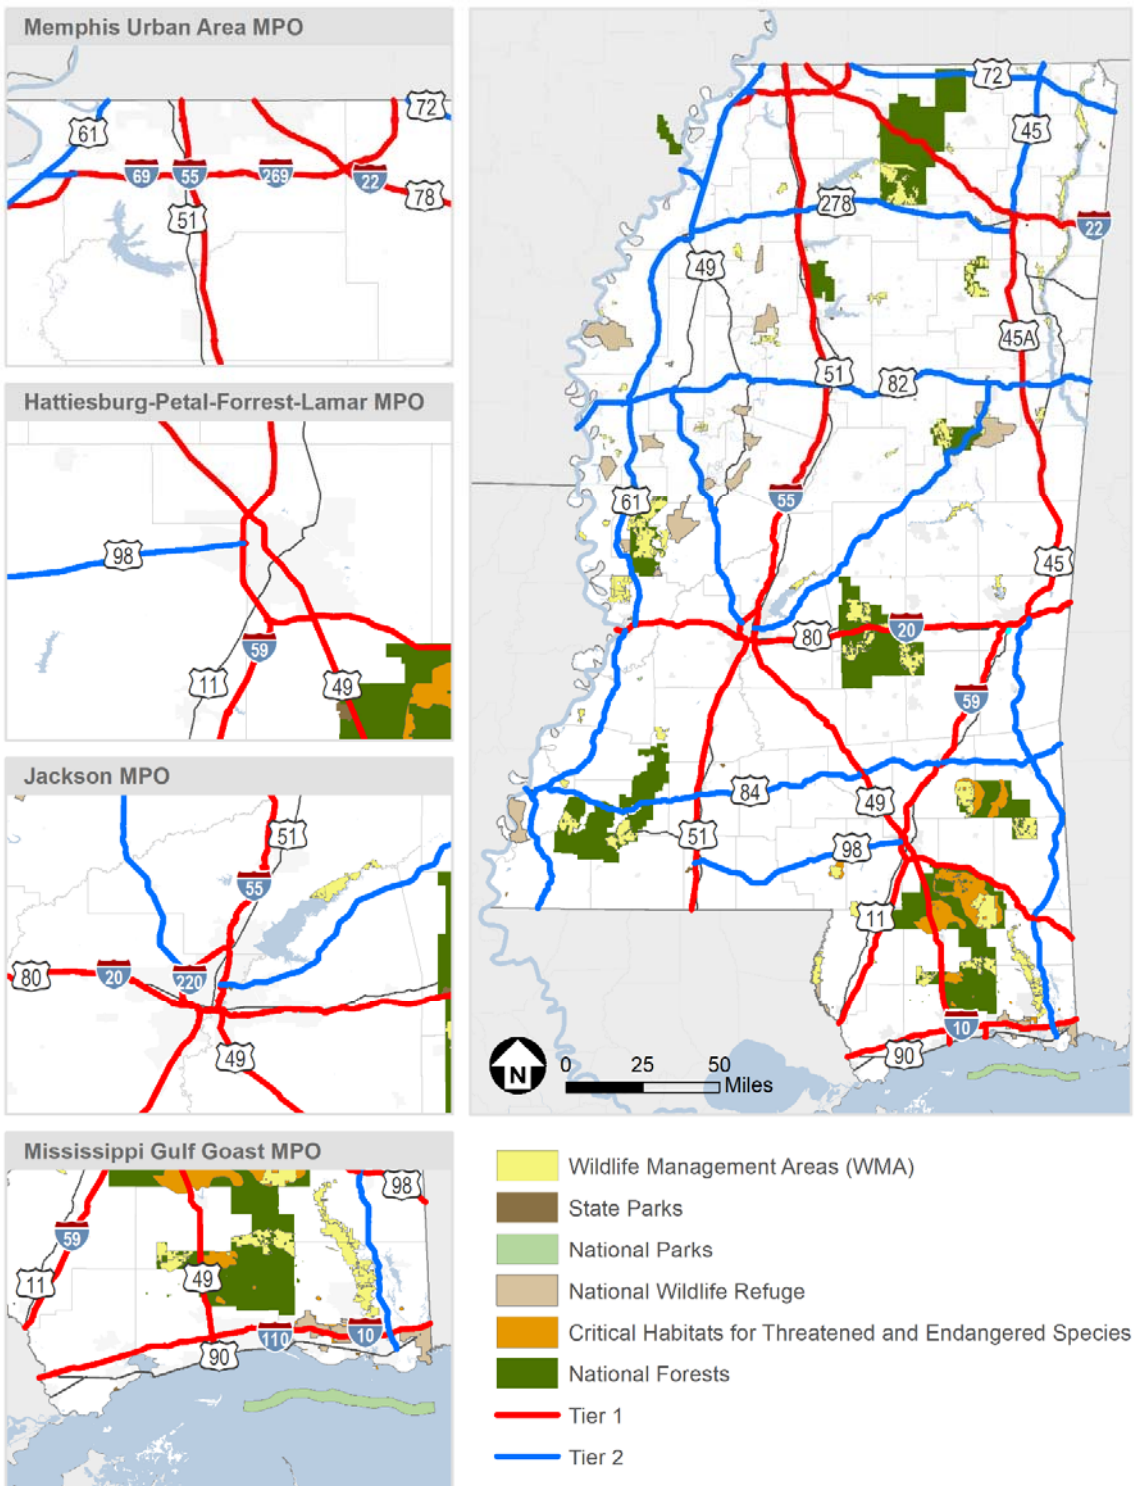 Memphis Urban Area MPO
61
72
69
55
269
22
78
51
Hattiesburg-Petal-Forrest-Lamar MPO
98
59
11
49
Jackson MPO
51
55
80
20
220
49
Mississippi Gulf Goast MPO
98
59
11
49
110
10
90
72
45
278
22
49
45A
51
82
61
55
45
80
20
59
84
49
51
98
11
10
90
N
0 25 50
Miles
Wildlife Management Areas (WMA)
State Parks
National Parks
National Wildlife Refuge
Critical Habitats for Threatened and Endangered Species
National Forests
Tier 1
Tier 2